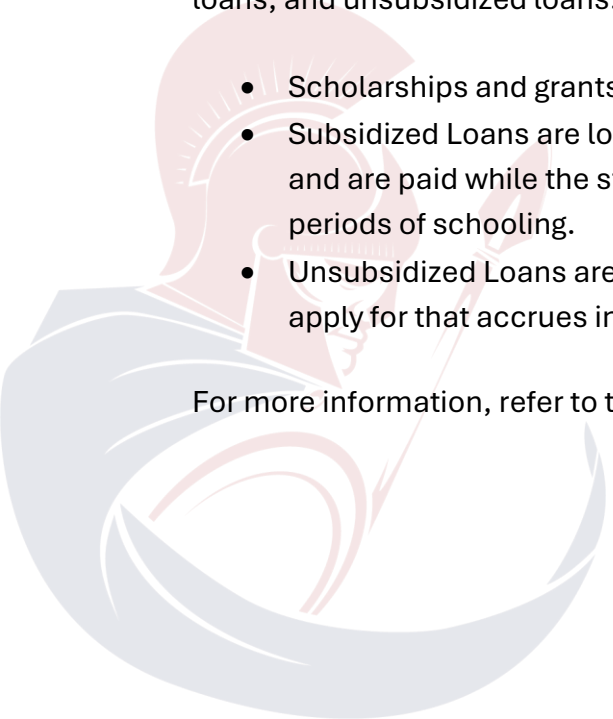 loans, and unsubsidized loans.
• Scholarships and grants
• Subsidized Loans are lo
and are paid while the s
periods of schooling.
• Unsubsidized Loans are
apply for that accrues in
For more information, refer to t